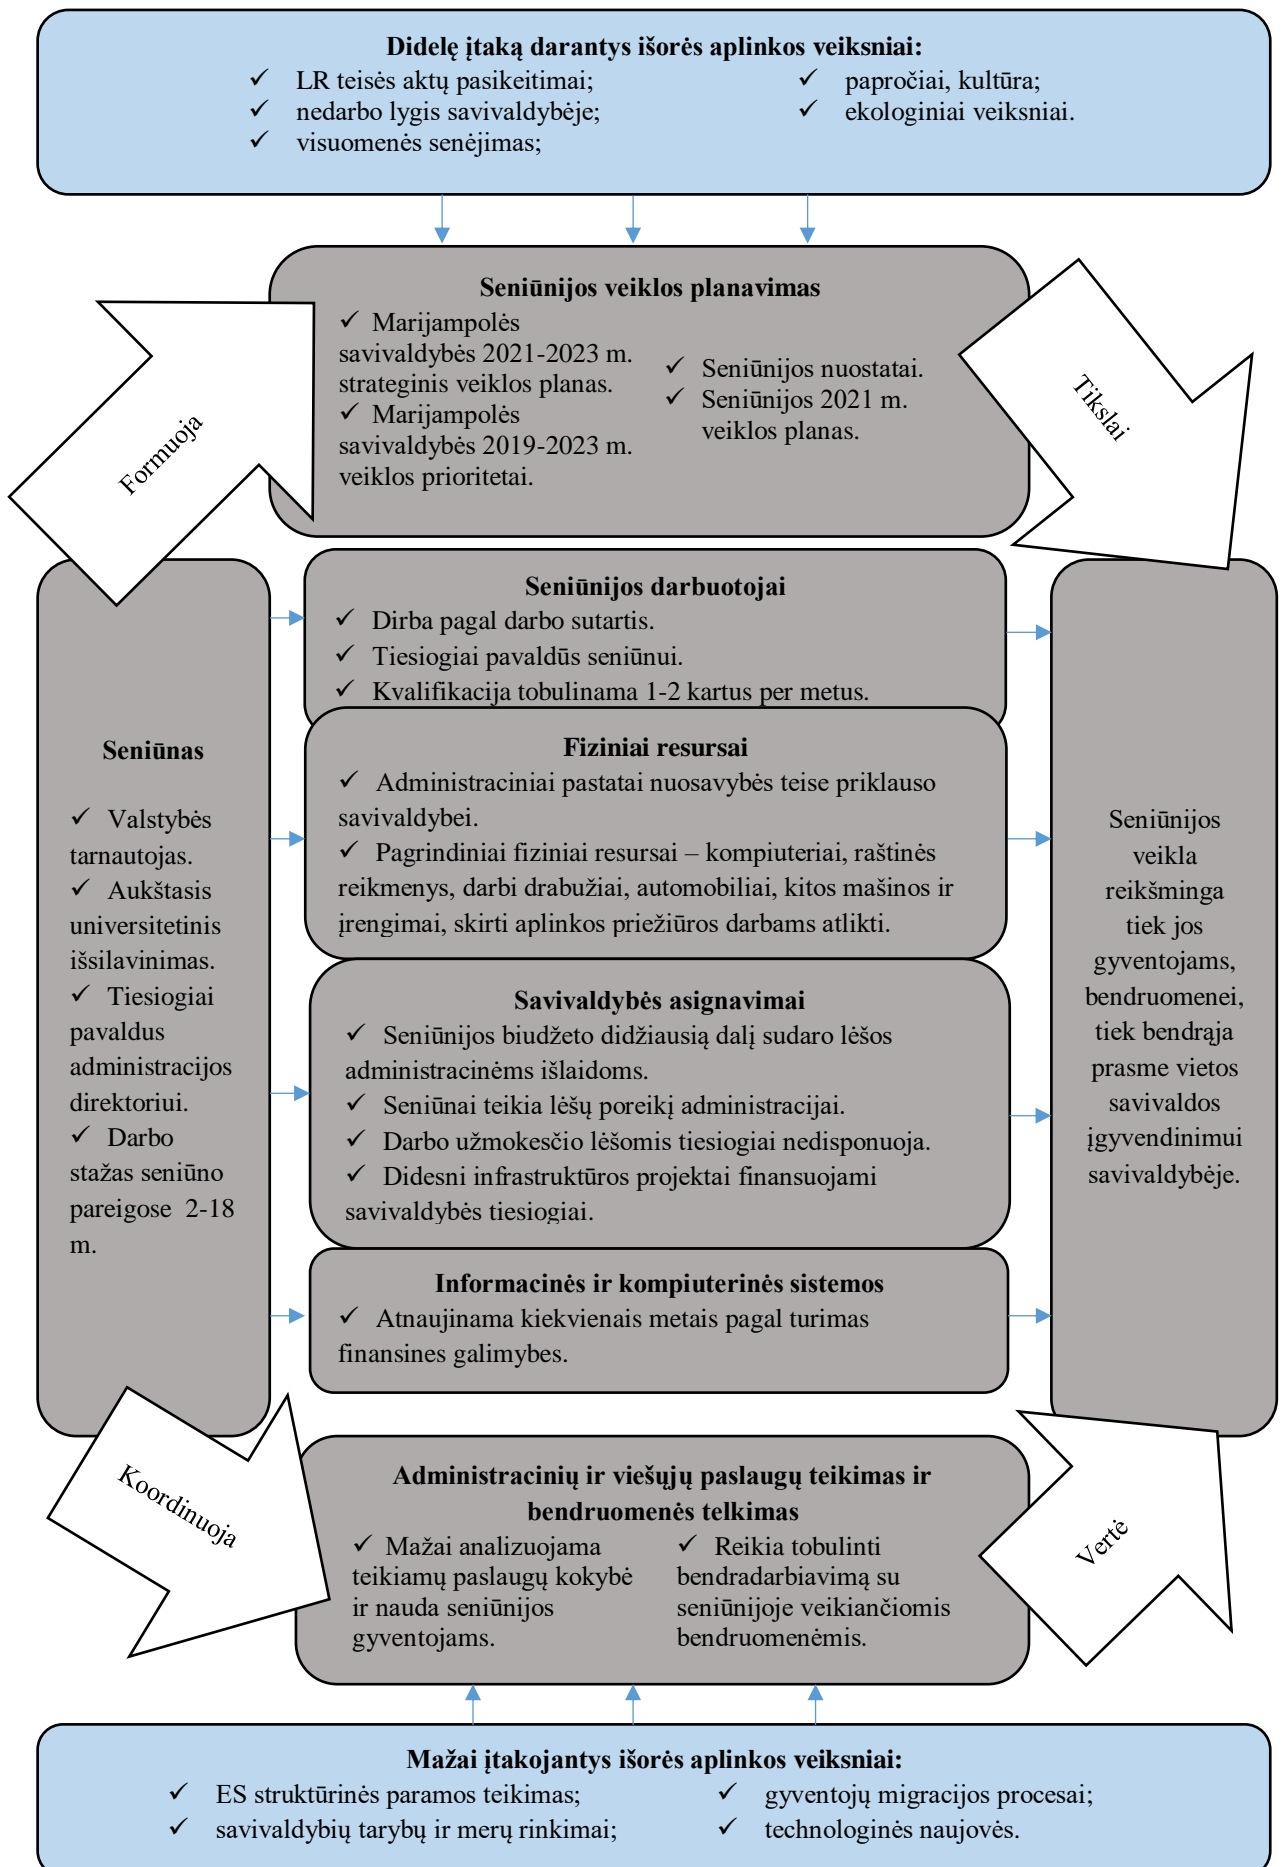 Didelę įtaką darantys išorės aplinkos veiksniai:
✓ LR teisės aktų pasikeitimai;
✓ nedarbo lygis savivaldybėje;
✓ visuomenės senėjimas;
✓ papročiai, kultūra;
✓ ekologiniai veiksniai.
Formuoja
Seniūnijos veiklos planavimas
✓ Marijampolės
savivaldybės 2021-2023 m.
strateginis veiklos planas.
✓ Marijampolės
savivaldybės 2019-2023 m.
veiklos prioritetai.
✓ Seniūnijos nuostatai.
✓ Seniūnijos 2021 m.
veiklos planas.
Tikslai
Seniūnas
✓ Valstybės
tarnautojas.
✓ Aukštasis
universitetinis
išsilavinimas.
✓ Tiesiogiai
pavaldus
administracijos
direktoriui.
✓ Darbo
stažas seniūno
pareigose 2-18
m.
Seniūnijos darbuotojai
✓ Dirba pagal darbo sutartis.
✓ Tiesiogiai pavaldūs seniūnui.
✓ Kvalifikacija tobulinama 1-2 kartus per metus.
Fiziniai resursai
✓ Administraciniai pastatai nuosavybės teise priklauso
savivaldybei.
✓ Pagrindiniai fiziniai resursai – kompiuteriai, raštinės
reikmenys, darbi drabužiai, automobiliai, kitos mašinos ir
įrengimai, skirti aplinkos priežiūros darbams atlikti.
Savivaldybės asignavimai
✓ Seniūnijos biudžeto didžiausią dalį sudaro lėšos
administracinėms išlaidoms.
✓ Seniūnai teikia lėšų poreikį administracijai.
✓ Darbo užmokesčio lėšomis tiesiogiai nedisponuoja.
✓ Didesni infrastruktūros projektai finansuojami
savivaldybės tiesiogiai.
Informacinės ir kompiuterinės sistemos
✓ Atnaujinama kiekvienais metais pagal turimas
finansines galimybes.
Seniūnijos
veikla
reikšminga
tiek jos
gyventojams,
bendruomenei,
tiek bendrąja
prasme vietos
savivaldos
įgyvendinimui
savivaldybėje.
Koordinuoja
Administracinių ir viešųjų paslaugų teikimas ir
bendruomenės telkimas
✓ Mažai analizuojama
teikiamų paslaugų kokybė
ir nauda seniūnijos
gyventojams.
✓ Reikia tobulinti
bendradarbiavimą su
seniūnijoje veikiančiomis
bendruomenėmis.
Vertė
Mažai įtakojantys išorės aplinkos veiksniai:
✓ ES struktūrinės paramos teikimas;
✓ savivaldybių tarybų ir merų rinkimai;
✓ gyventojų migracijos procesai;
✓ technologinės naujovės.